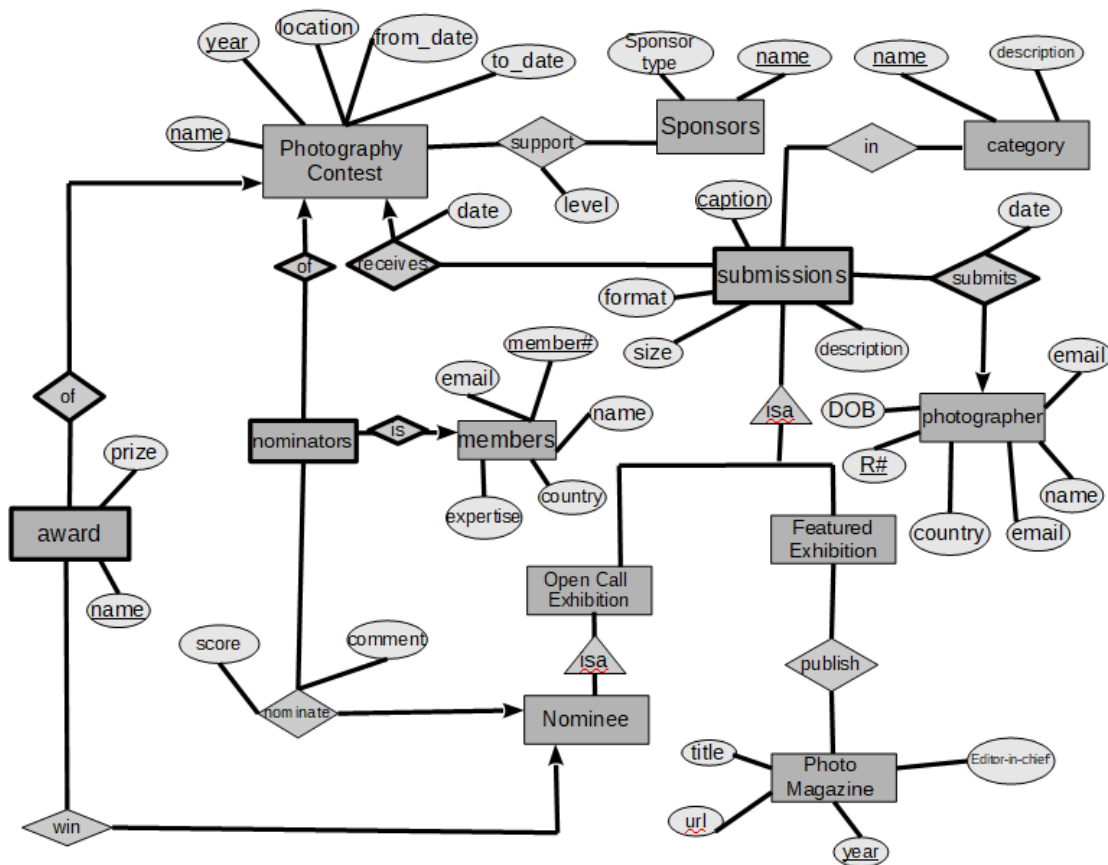 year
location
from_date
to_date
name
Photography
Contest
Sponsor
type
name
Sponsors
support
level
name
description
category
in
date
of
receives
caption
submissions
format
size
description
date
submits
email
DOB
photographer
R#
name
country
email
isa
member#
email
name
nominators
is
members
expertise
country
of
prize
award
name
Featured
Exhibition
Open Call
Exhibition
isa
score
comment
nominate
Nominee
publish
title
Photo
Magazine
Editor-in-chief
url
year
win